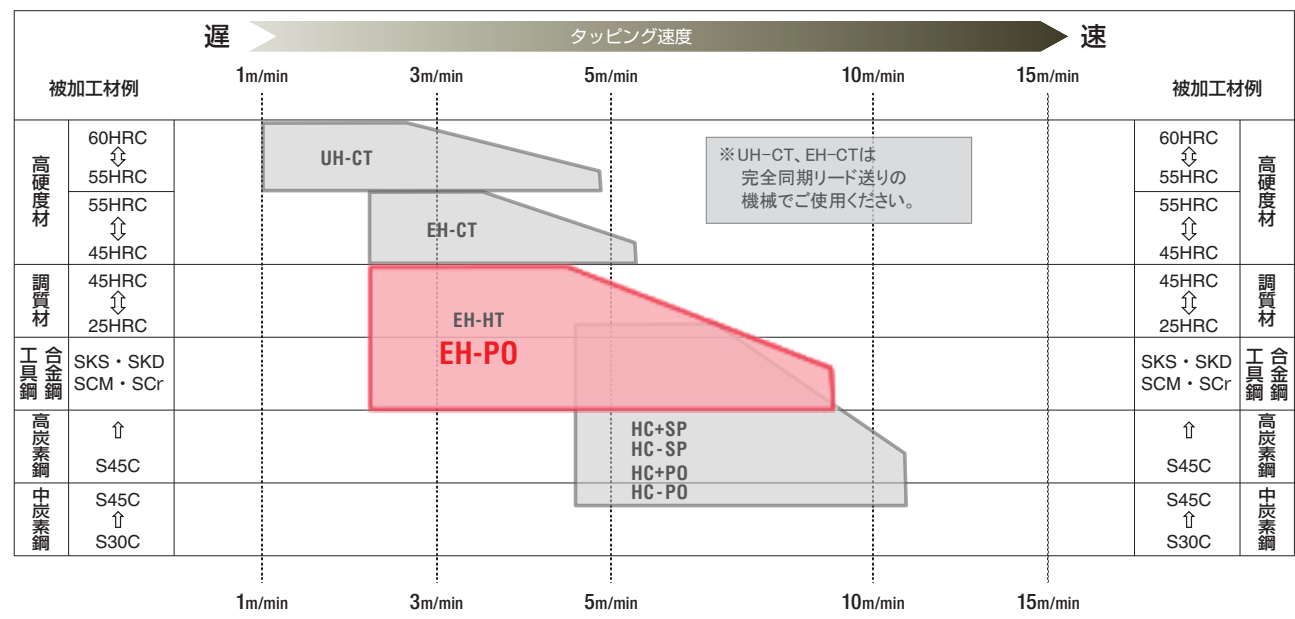 遅
タッピング速度
速
被加工材例
1m/min
3m/min
5m/min
10m/min
15m/min
被加工材例
高硬度材
60HRC
⇕
55HRC
55HRC
⇕
45HRC
UH-CT
EH-CT
※UH-CT、EH-CTは
完全同期リード送りの
機械でご使用ください。
60HRC
⇕
55HRC
55HRC
⇕
45HRC
高硬度材
調質材
45HRC
⇕
25HRC
EH-HT
EH-PO
45HRC
⇕
25HRC
調質材
合金鋼
工具鋼
SKS・SKD
SCM・SCr
SKS・SKD
SCM・SCr
合金鋼
工具鋼
高炭素鋼
⇧
S45C
HC+SP
HC-SP
HC+PO
HC-PO
⇧
S45C
高炭素鋼
中炭素鋼
S45C
⇧
S30C
S45C
⇧
S30C
中炭素鋼
1m/min
3m/min
5m/min
10m/min
15m/min